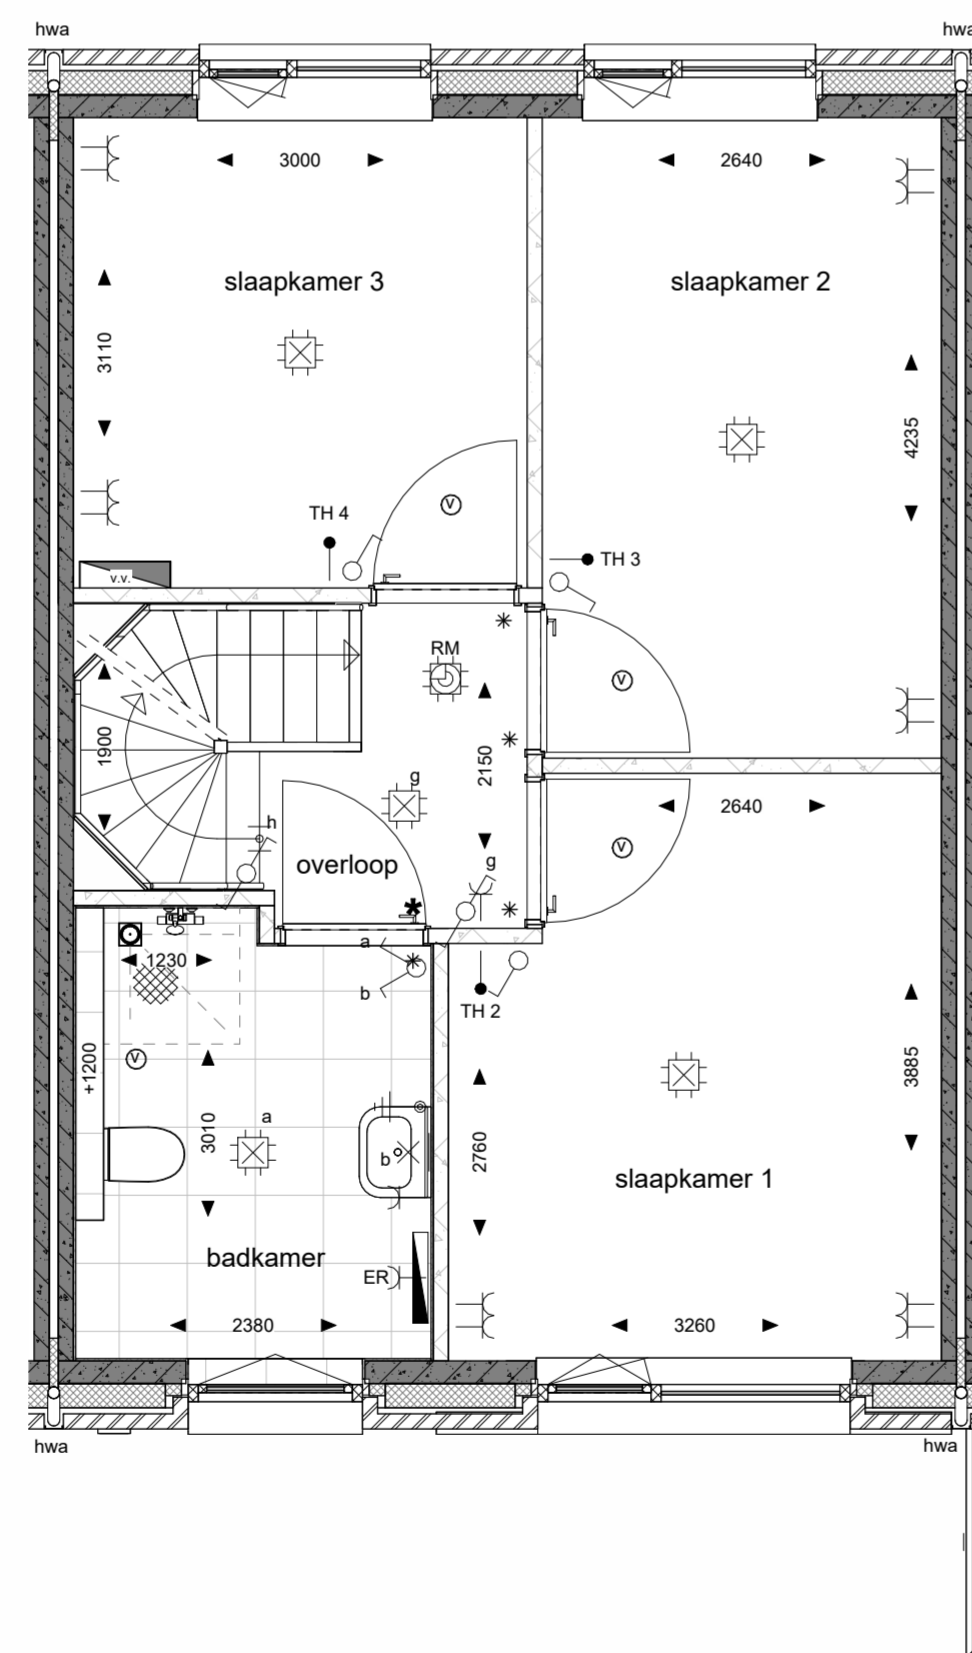 hwa
hwa
3000
2640
slaapkamer 3
slaapkamer 2
3110
4235
V
TH 4
TH 3
v.v.
RM
V
1900
2150
g
2640
h
V
overloop
g
a
1230
b
TH 2
+1200
V
3885
a
3010
2760
b
slaapkamer 1
badkamer
ER
2380
3260
hwa
hwa